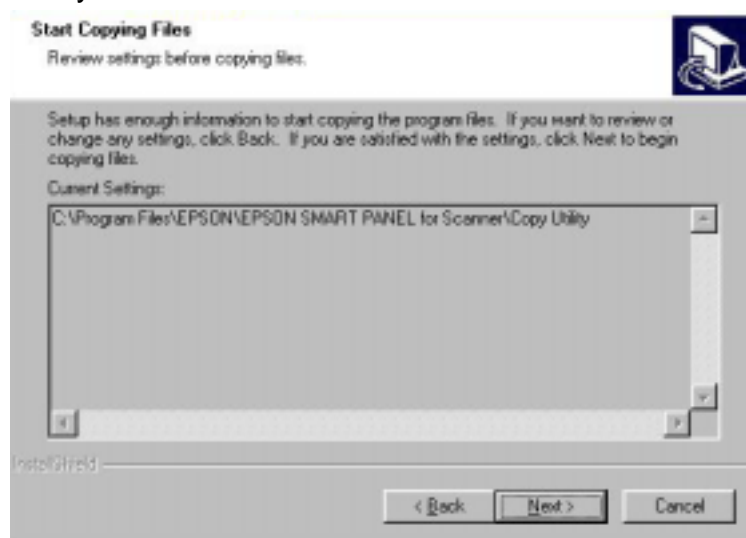 Start Copying Files
Review settings before copying files.
Setup has enough information to start copying the program files. If you want to review or
change any settings, click Back. If you are satisfied with the settings, click Next to begin
copying files.
Current Settings:
C:\Program Files\EPSON\EPSON SMART PANEL for Scanner\Copy Utility
InstallShield
< Back Next > Cancel